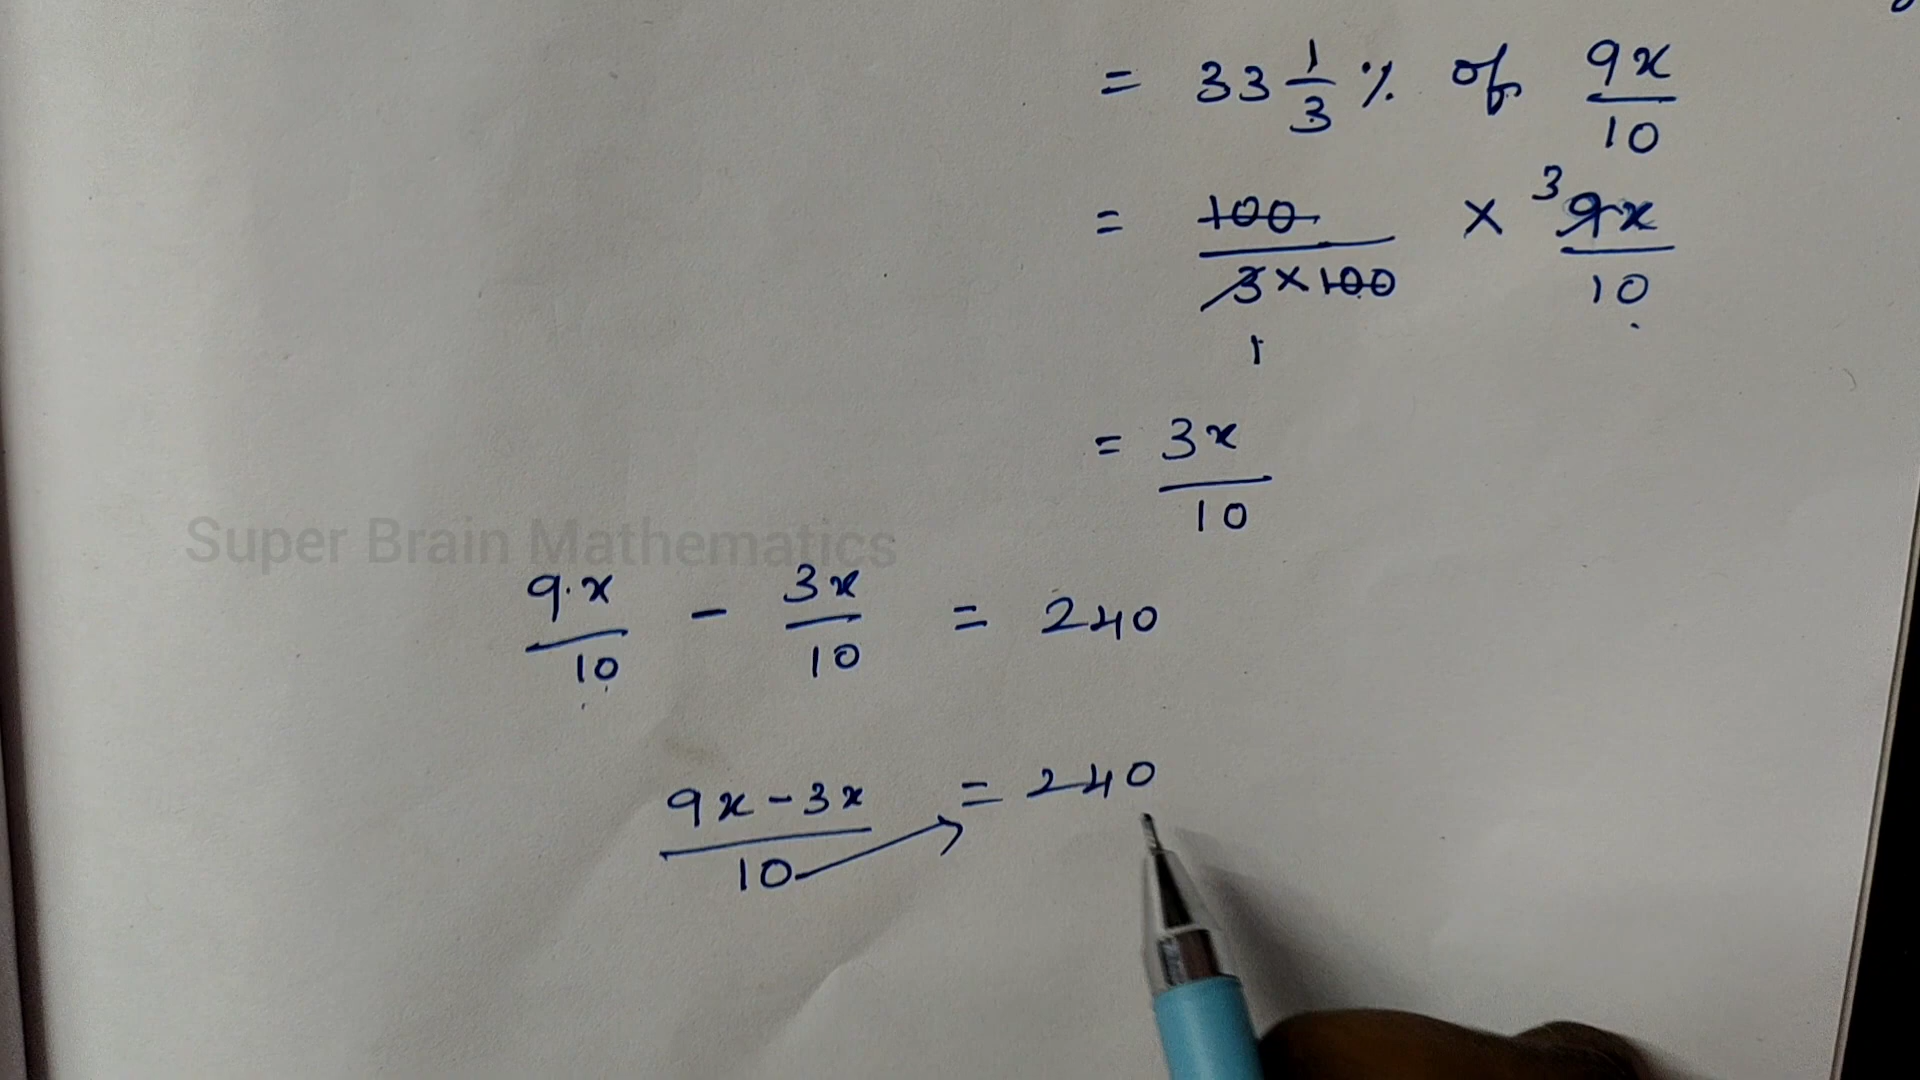 = 33 1/3 % of 9x/10
= 100/(3 × 100) × 3 9x/10
1
= 3x/10
Super Brain Mathematics
9x/10 - 3x/10 = 240
(9x - 3x)/10 → = 240